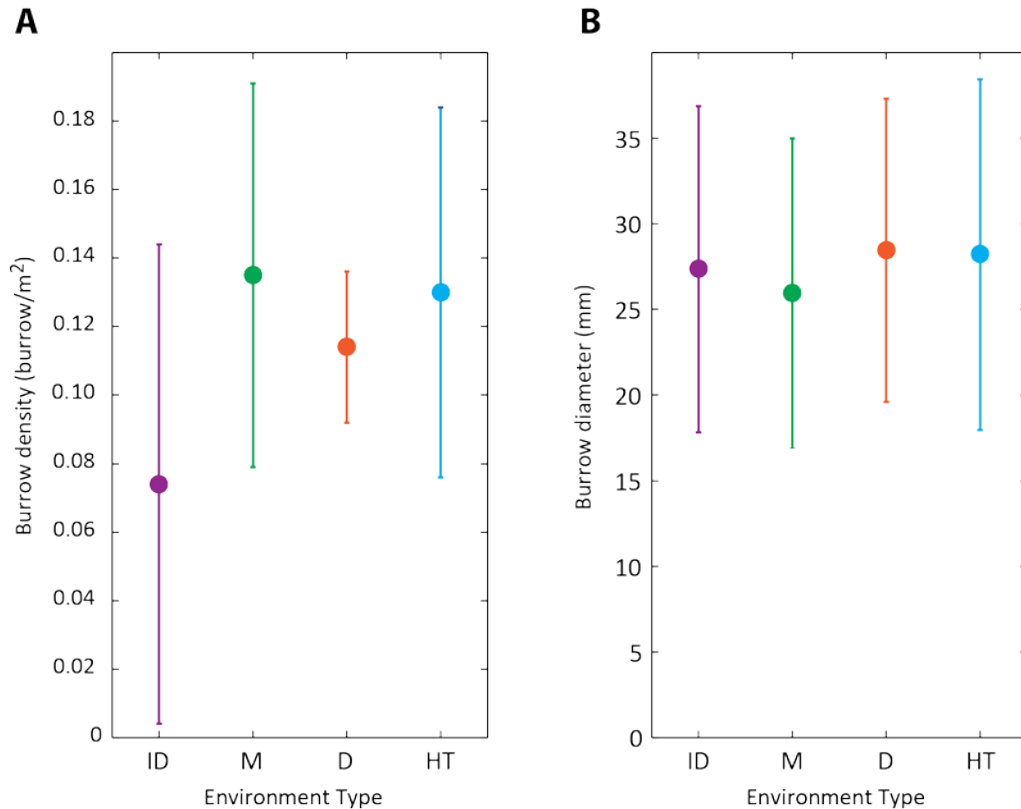 A
0.18
0.16
0.14
0.12
0.10
0.08
0.06
0.04
0.02
0
Burrow density (burrow/m²)
ID M D HT
Environment Type
B
35
30
25
20
15
10
5
0
Burrow diameter (mm)
ID M D HT
Environment Type